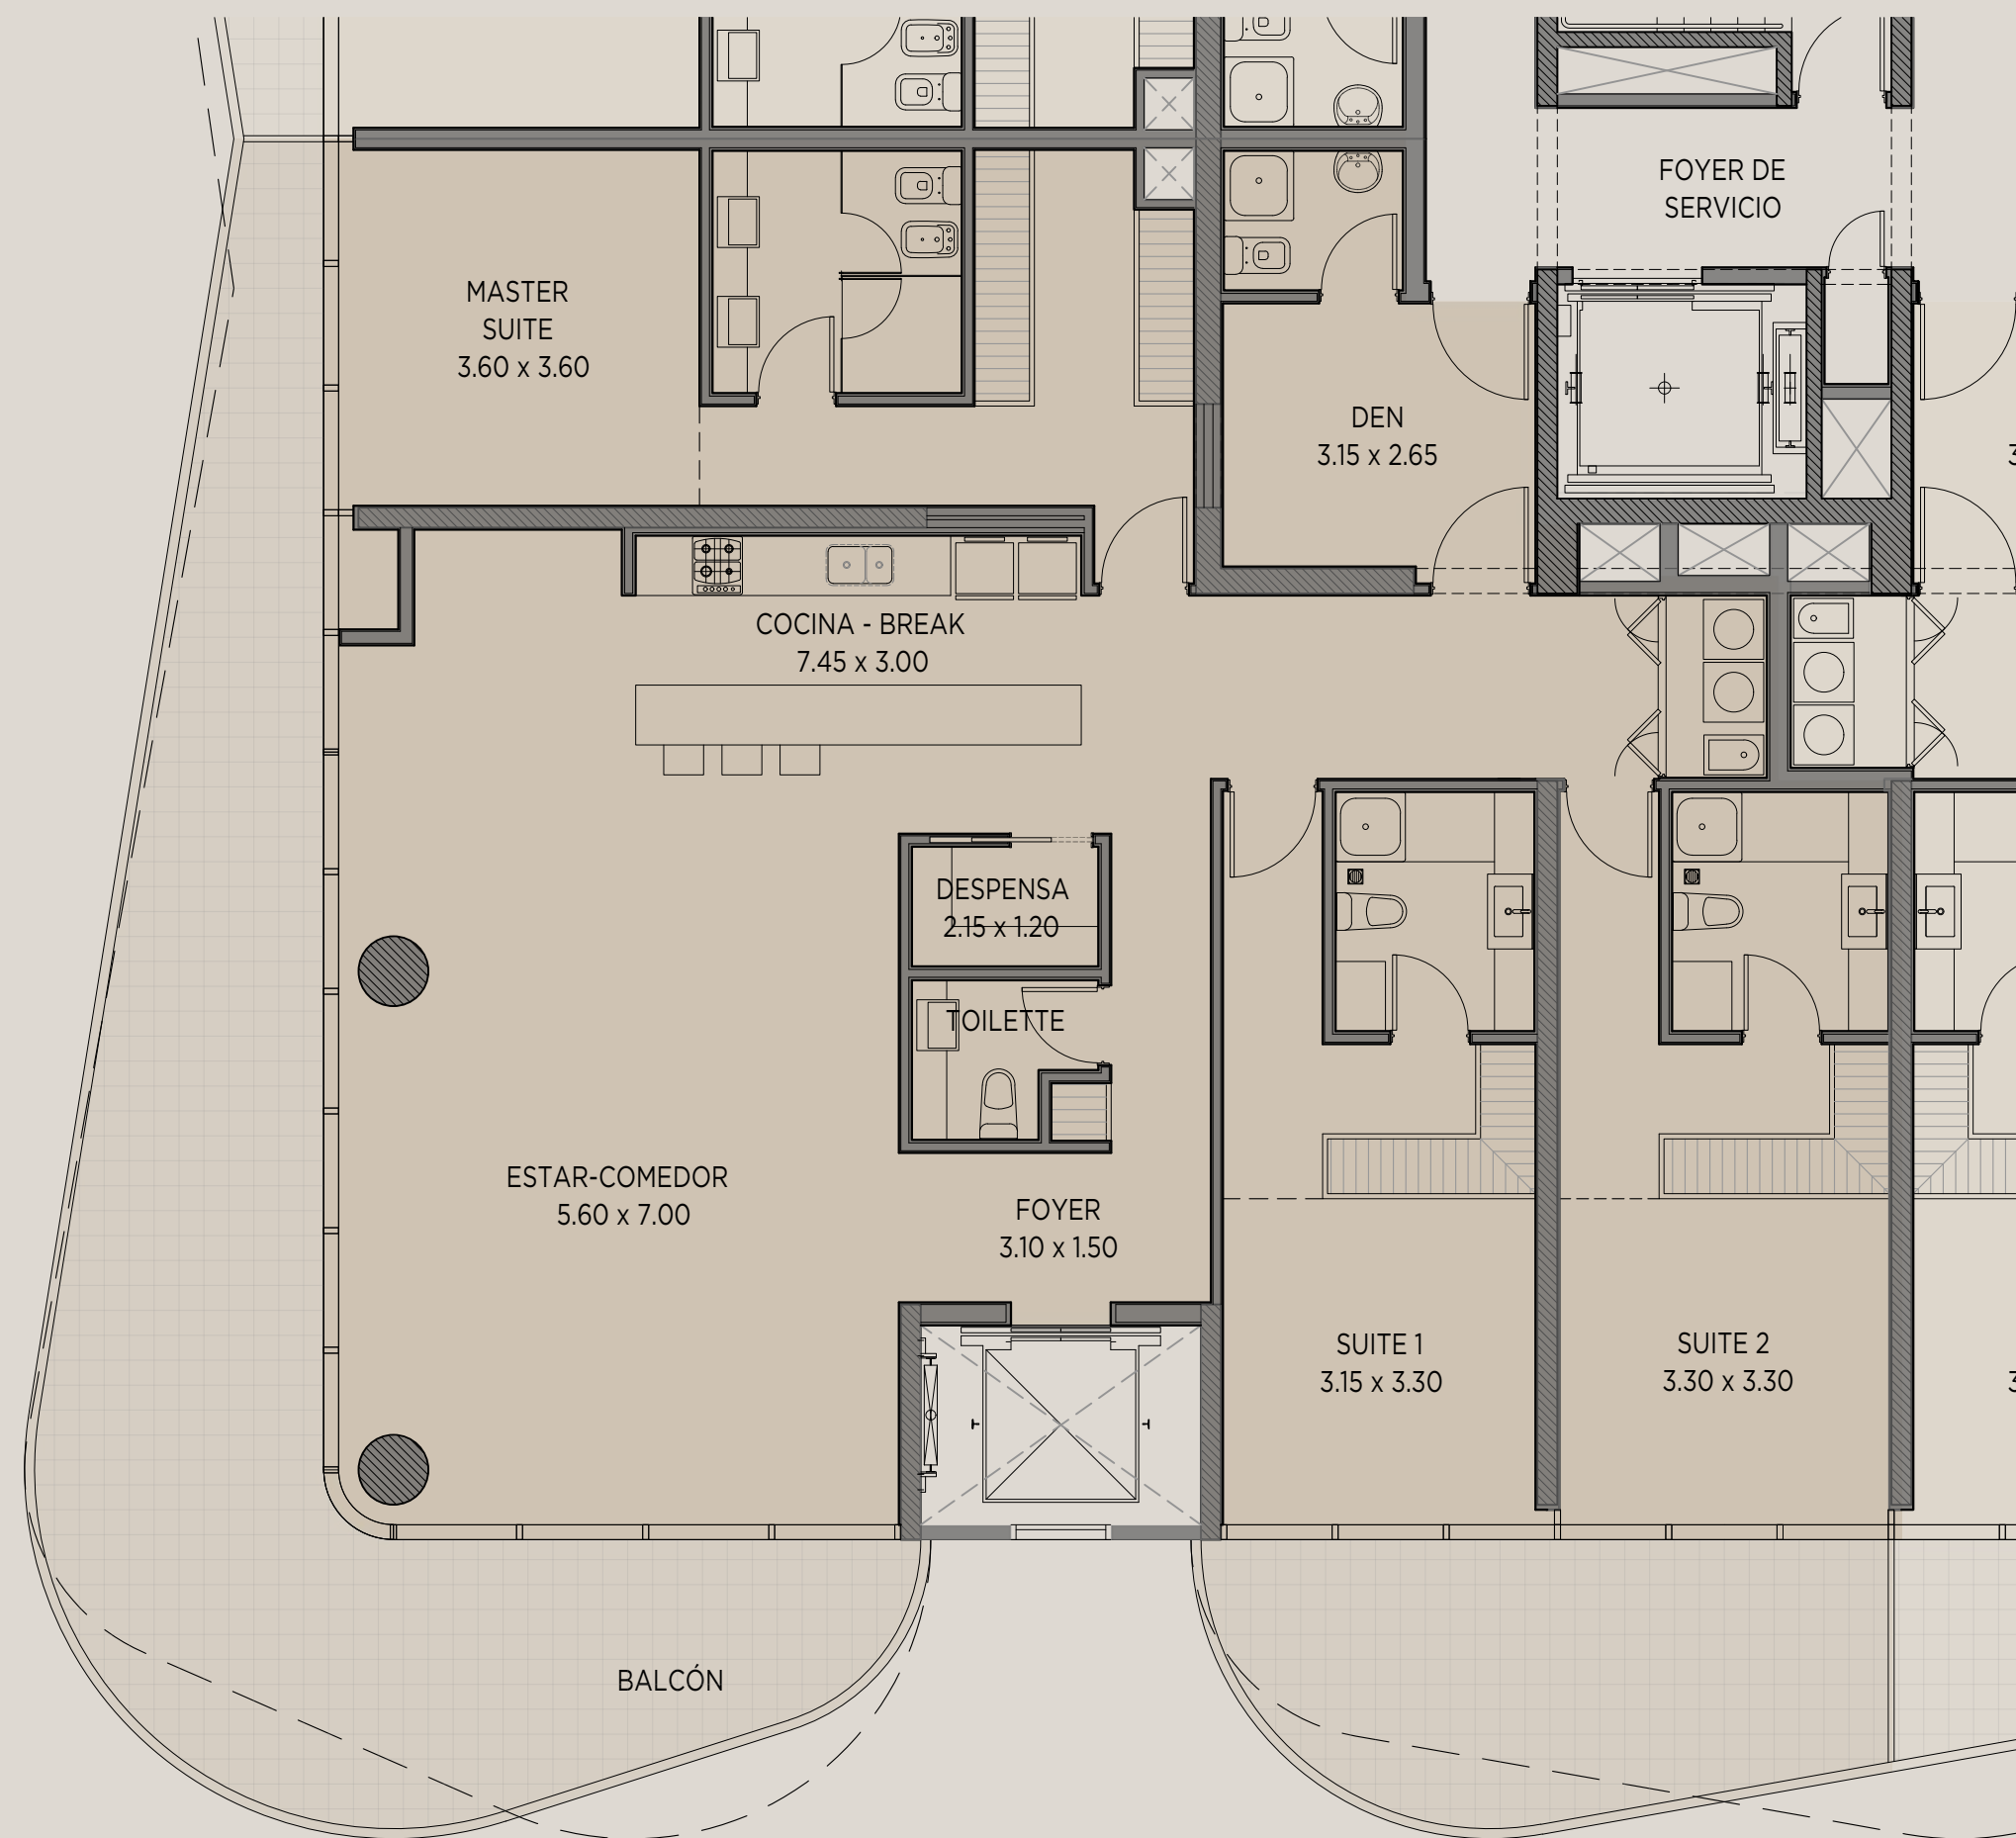 FOYER DE
SERVICIO
MASTER
SUITE
3.60 x 3.60
DEN
3.15 x 2.65
COCINA - BREAK
7.45 x 3.00
DESPENSA
2.15 x 1.20
TOILETTE
ESTAR-COMEDOR
5.60 x 7.00
FOYER
3.10 x 1.50
SUITE 1
3.15 x 3.30
SUITE 2
3.30 x 3.30
BALCÓN